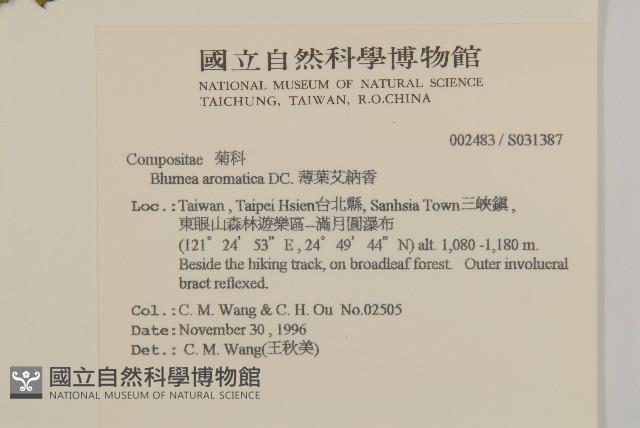 國立自然科學博物館
NATIONAL MUSEUM OF NATURAL SCIENCE
TAICHUNG, TAIWAN, R.O.CHINA
002483 / S031387
Compositae 菊科
Blumea aromatica DC. 薄葉艾納香
Loc.: Taiwan , Taipei Hsien台北縣, Sanhsia Town三峽鎮 ,
東眼山森林遊樂區--滿月圓瀑布
(121° 24′ 53″ E , 24° 49′ 44″ N) alt. 1,080 -1,180 m.
Beside the hiking track, on broadleaf forest. Outer involucral
bract reflexed.
Col.: C. M. Wang & C. H. Ou No.02505
Date: November 30 , 1996
Det.: C. M. Wang(王秋美)
國立自然科學博物館
NATIONAL MUSEUM OF NATURAL SCIENCE